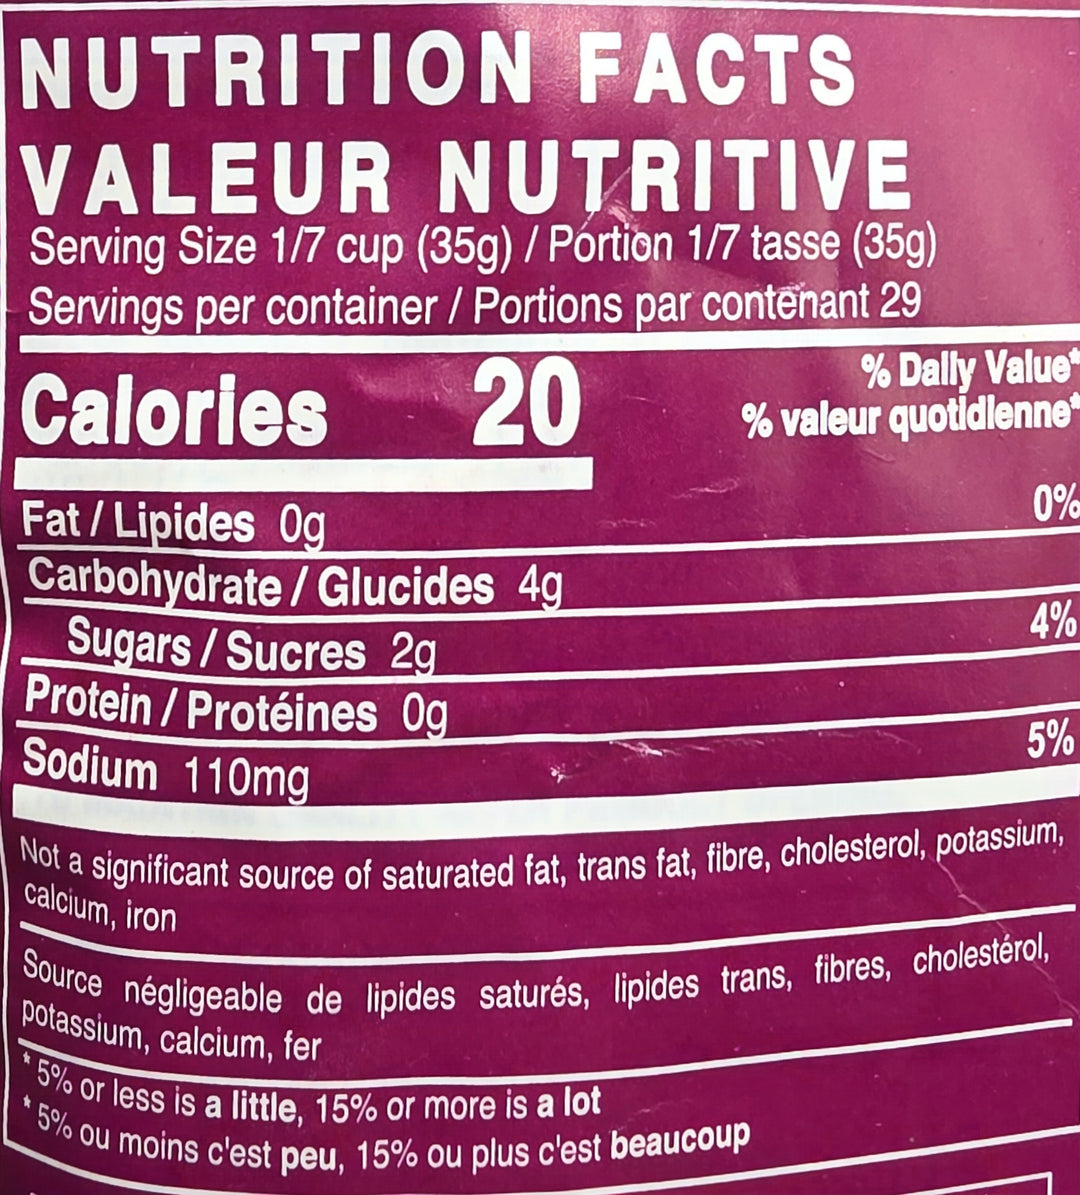 NUTRITION FACTS
VALEUR NUTRITIVE
Serving Size 1/7 cup (35g) / Portion 1/7 tasse (35g)
Servings per container / Portions par contenant 29
Calories 20
% Daily Value*
% valeur quotidienne*
Fat / Lipides 0g 0%
Carbohydrate / Glucides 4g
Sugars / Sucres 2g 4%
Protein / Protéines 0g
Sodium 110mg 5%
Not a significant source of saturated fat, trans fat, fibre, cholesterol, potassium,
calcium, iron
Source négligeable de lipides saturés, lipides trans, fibres, cholestérol,
potassium, calcium, fer
* 5% or less is a little, 15% or more is a lot
* 5% ou moins c'est peu, 15% ou plus c'est beaucoup